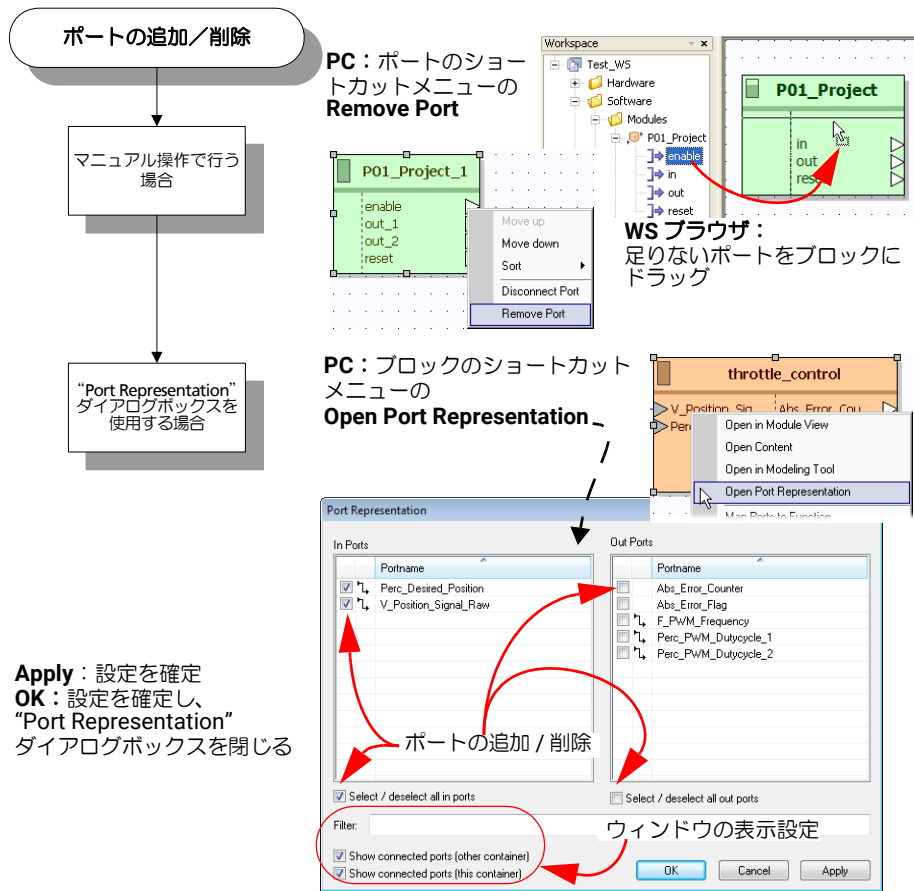 ポートの追加／削除
マニュアル操作で行う
場合
“Port Representation”
ダイアログボックスを
使用する場合
PC：ポートのショー
トカットメニューの
Remove Port
P01_Project_1
enable
out_1
out_2
reset
Move up
Move down
Sort
Disconnect Port
Remove Port
Workspace
Test_WS
Hardware
Software
Modules
P01_Project
enable
in
out
reset
P01_Project
in
out
WS ブラウザ：
足りないポートをブロックに
ドラッグ
PC：ブロックのショートカット
メニューの
Open Port Representation
throttle_control
V_Position_Sig... Abs_Error_Cou...
Open in Module View
Open Content
Open in Modeling Tool
Open Port Representation
Map Ports to Function
Port Representation
In Ports
Portname
Perc_Desired_Position
V_Position_Signal_Raw
Out Ports
Portname
Abs_Error_Counter
Abs_Error_Flag
F_PWM_Frequency
Perc_PWM_Dutycycle_1
Perc_PWM_Dutycycle_2
ポートの追加 / 削除
Select / deselect all in ports
Select / deselect all out ports
Filter:
ウィンドウの表示設定
Show connected ports (other container)
Show connected ports (this container)
OK
Cancel
Apply
Apply：設定を確定
OK：設定を確定し、
“Port Representation”
ダイアログボックスを閉じる